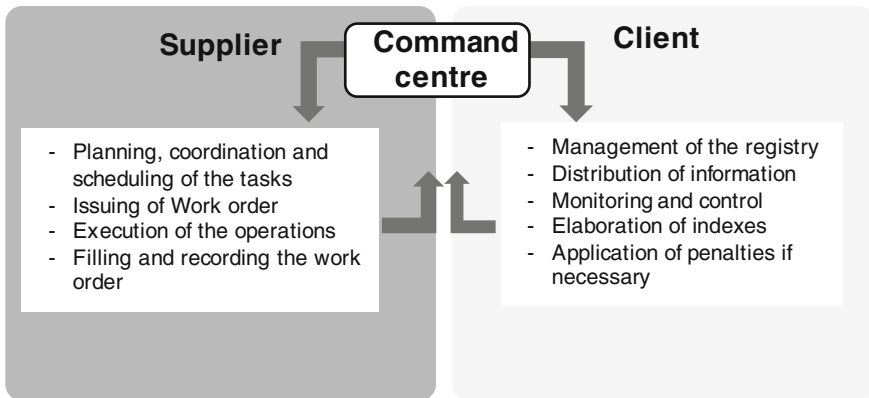 Supplier
Command
centre
Client
- Planning, coordination and
scheduling of the tasks
- Issuing of Work order
- Execution of the operations
- Filling and recording the work
order
- Management of the registry
- Distribution of information
- Monitoring and control
- Elaboration of indexes
- Application of penalties if
necessary